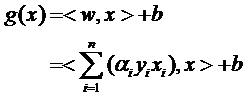 g(x)=<w,x>+b
=<∑_{i=1}^{n}(α_i y_i x_i),x>+b